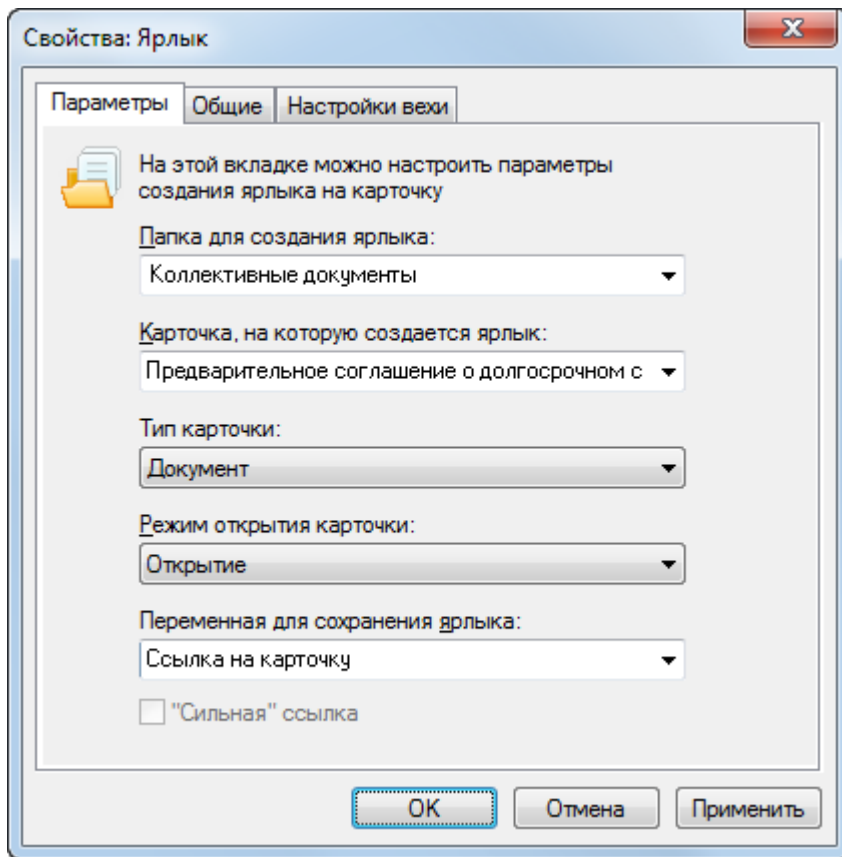 Свойства: Ярлык
Параметры
Общие
Настройки вехи
На этой вкладке можно настроить параметры
создания ярлыка на карточку
Папка для создания ярлыка:
Коллективные документы
Карточка, на которую создается ярлык:
Предварительное соглашение о долгосрочном с
Тип карточки:
Документ
Режим открытия карточки:
Открытие
Переменная для сохранения ярлыка:
Ссылка на карточку
"Сильная" ссылка
ОК
Отмена
Применить